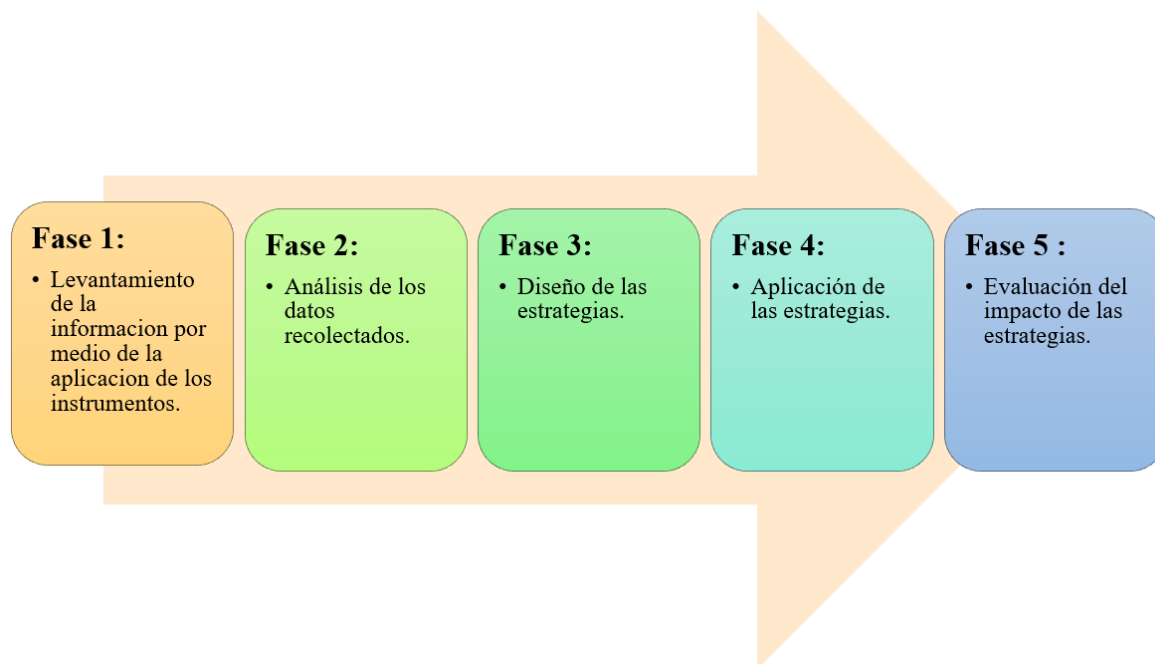 Fase 1:
• Levantamiento
de la
informacion por
medio de la
aplicacion de los
instrumentos.
Fase 2:
• Análisis de los
datos
recolectados.
Fase 3:
• Diseño de las
estrategias.
Fase 4:
• Aplicación de
las estrategias.
Fase 5 :
• Evaluación del
impacto de las
estrategias.